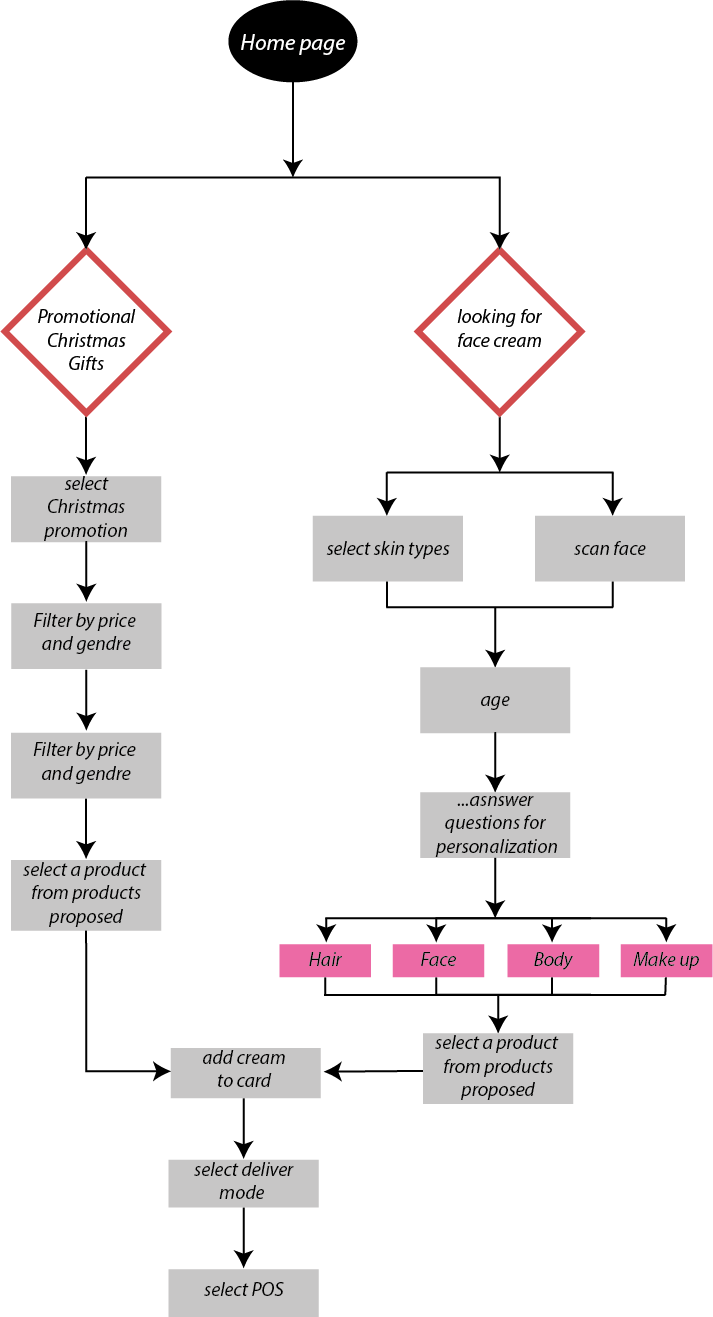 Home page
Promotional
Christmas
Gifts
looking for
face cream
select
Christmas
promotion
select skin types
scan face
Filter by price
and gendre
age
Filter by price
and gendre
...asnswer
questions for
personalization
select a product
from products
proposed
Hair
Face
Body
Make up
select a product
from products
proposed
add cream
to card
select deliver
mode
select POS